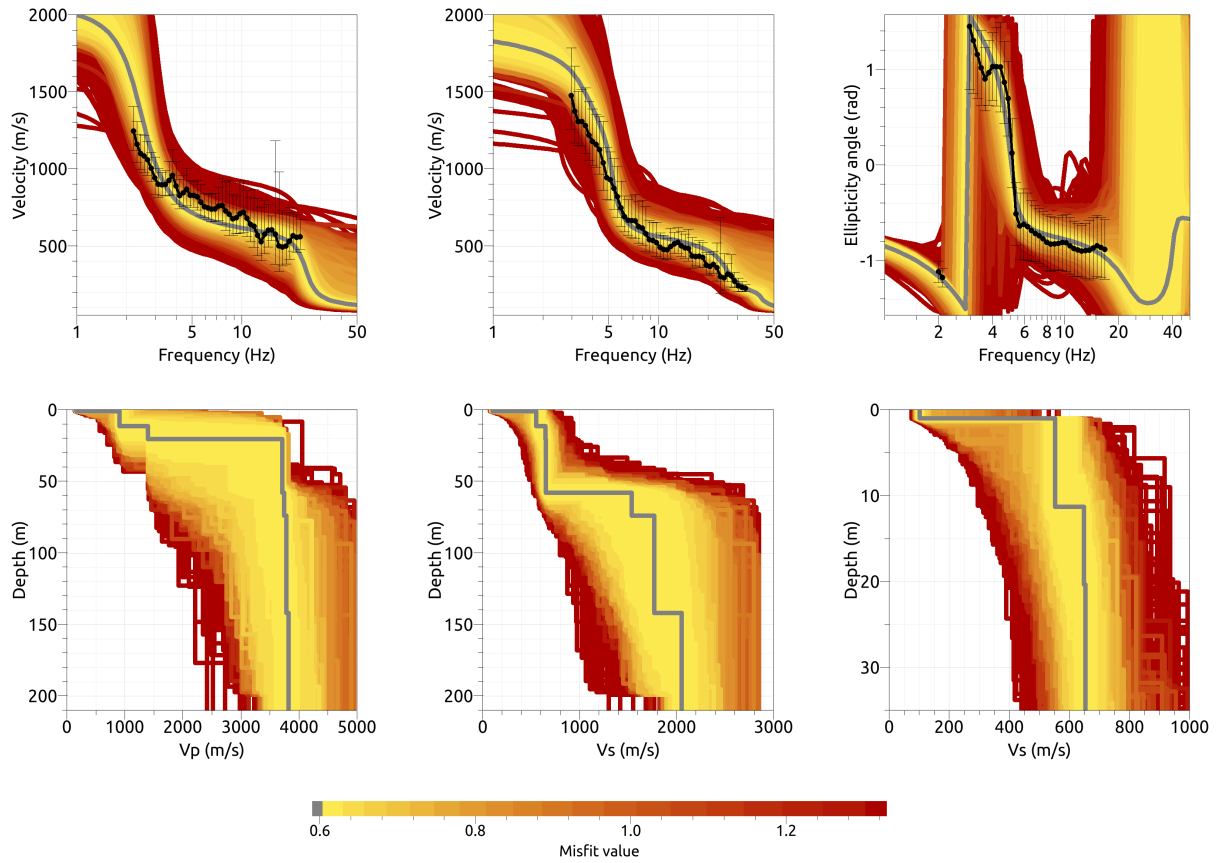 2000
1500
1000
500
Velocity (m/s)
1 5 10 50
Frequency (Hz)
2000
1500
1000
500
Velocity (m/s)
1 5 10 50
Frequency (Hz)
1
0
-1
Ellipticity angle (rad)
2 4 6 8 10 20 40
Frequency (Hz)
0
50
100
150
200
Depth (m)
0 1000 2000 3000 4000 5000
Vp (m/s)
0
50
100
150
200
Depth (m)
0 1000 2000 3000
Vs (m/s)
0
10
20
30
Depth (m)
0 200 400 600 800 1000
Vs (m/s)
0.6 0.8 1.0 1.2
Misfit value